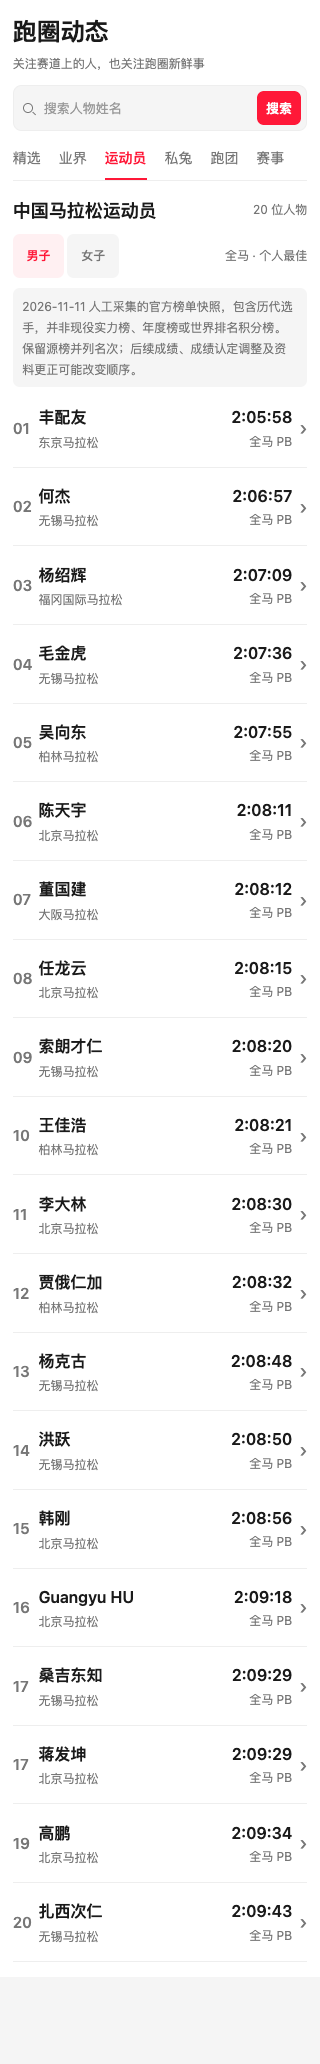 跑圈动态
关注赛道上的人，也关注跑圈新鲜事
搜索人物姓名
搜索
精选 业界 运动员 私兔 跑团 赛事
中国马拉松运动员 20 位人物
男子 女子 全马 · 个人最佳
2026-11-11 人工采集的官方榜单快照，包含历代选
手，并非现役实力榜、年度榜或世界排名积分榜。
保留源榜并列名次；后续成绩、成绩认定调整及资
料更正可能改变顺序。
01 丰配友 2:05:58
东京马拉松 全马 PB
02 何杰 2:06:57
无锡马拉松 全马 PB
03 杨绍辉 2:07:09
福冈国际马拉松 全马 PB
04 毛金虎 2:07:36
无锡马拉松 全马 PB
05 吴向东 2:07:55
柏林马拉松 全马 PB
06 陈天宇 2:08:11
北京马拉松 全马 PB
07 董国建 2:08:12
大阪马拉松 全马 PB
08 任龙云 2:08:15
北京马拉松 全马 PB
09 索朗才仁 2:08:20
无锡马拉松 全马 PB
10 王佳浩 2:08:21
柏林马拉松 全马 PB
11 李大林 2:08:30
北京马拉松 全马 PB
12 贾俄仁加 2:08:32
柏林马拉松 全马 PB
13 杨克古 2:08:48
无锡马拉松 全马 PB
14 洪跃 2:08:50
无锡马拉松 全马 PB
15 韩刚 2:08:56
北京马拉松 全马 PB
16 Guangyu HU 2:09:18
北京马拉松 全马 PB
17 桑吉东知 2:09:29
无锡马拉松 全马 PB
17 蒋发坤 2:09:29
北京马拉松 全马 PB
19 高鹏 2:09:34
北京马拉松 全马 PB
20 扎西次仁 2:09:43
无锡马拉松 全马 PB